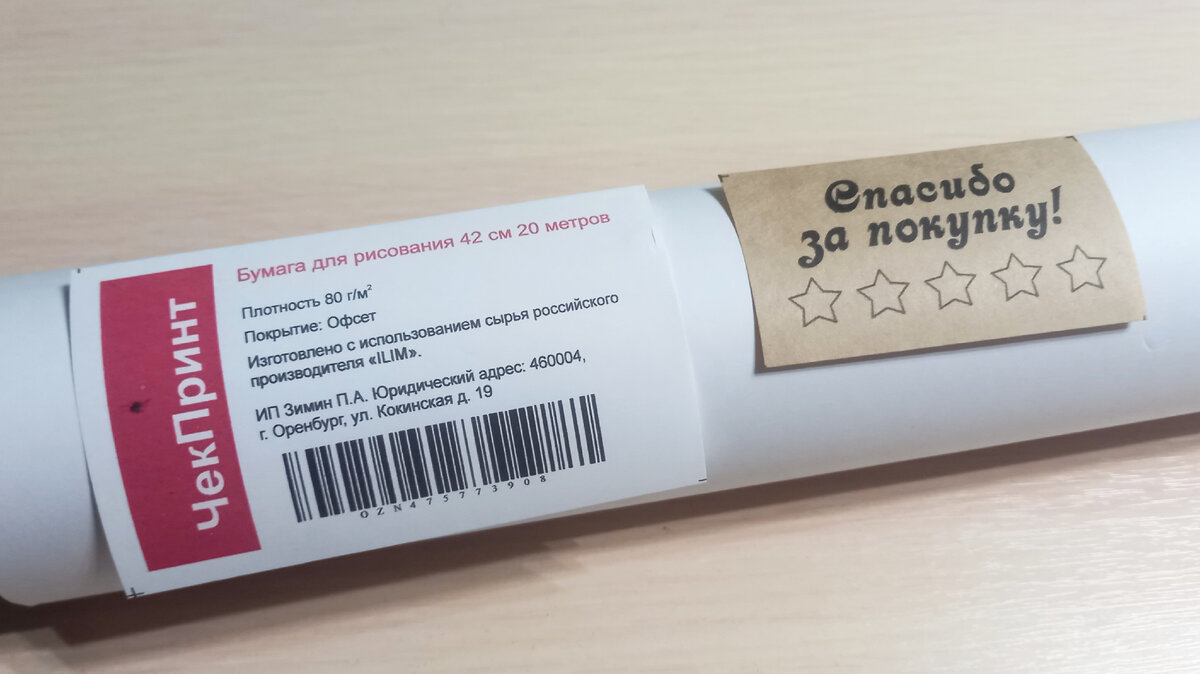 ЧекПринт
Бумага для рисования 42 см 20 метров
Плотность 80 г/м²
Покрытие: Офсет
Изготовлено с использованием сырья российского
производителя «ILIM».
ИП Зимин П.А. Юридический адрес: 460004,
г. Оренбург, ул. Кокинская д. 19
OZN475773908
Спасибо
за покупку!